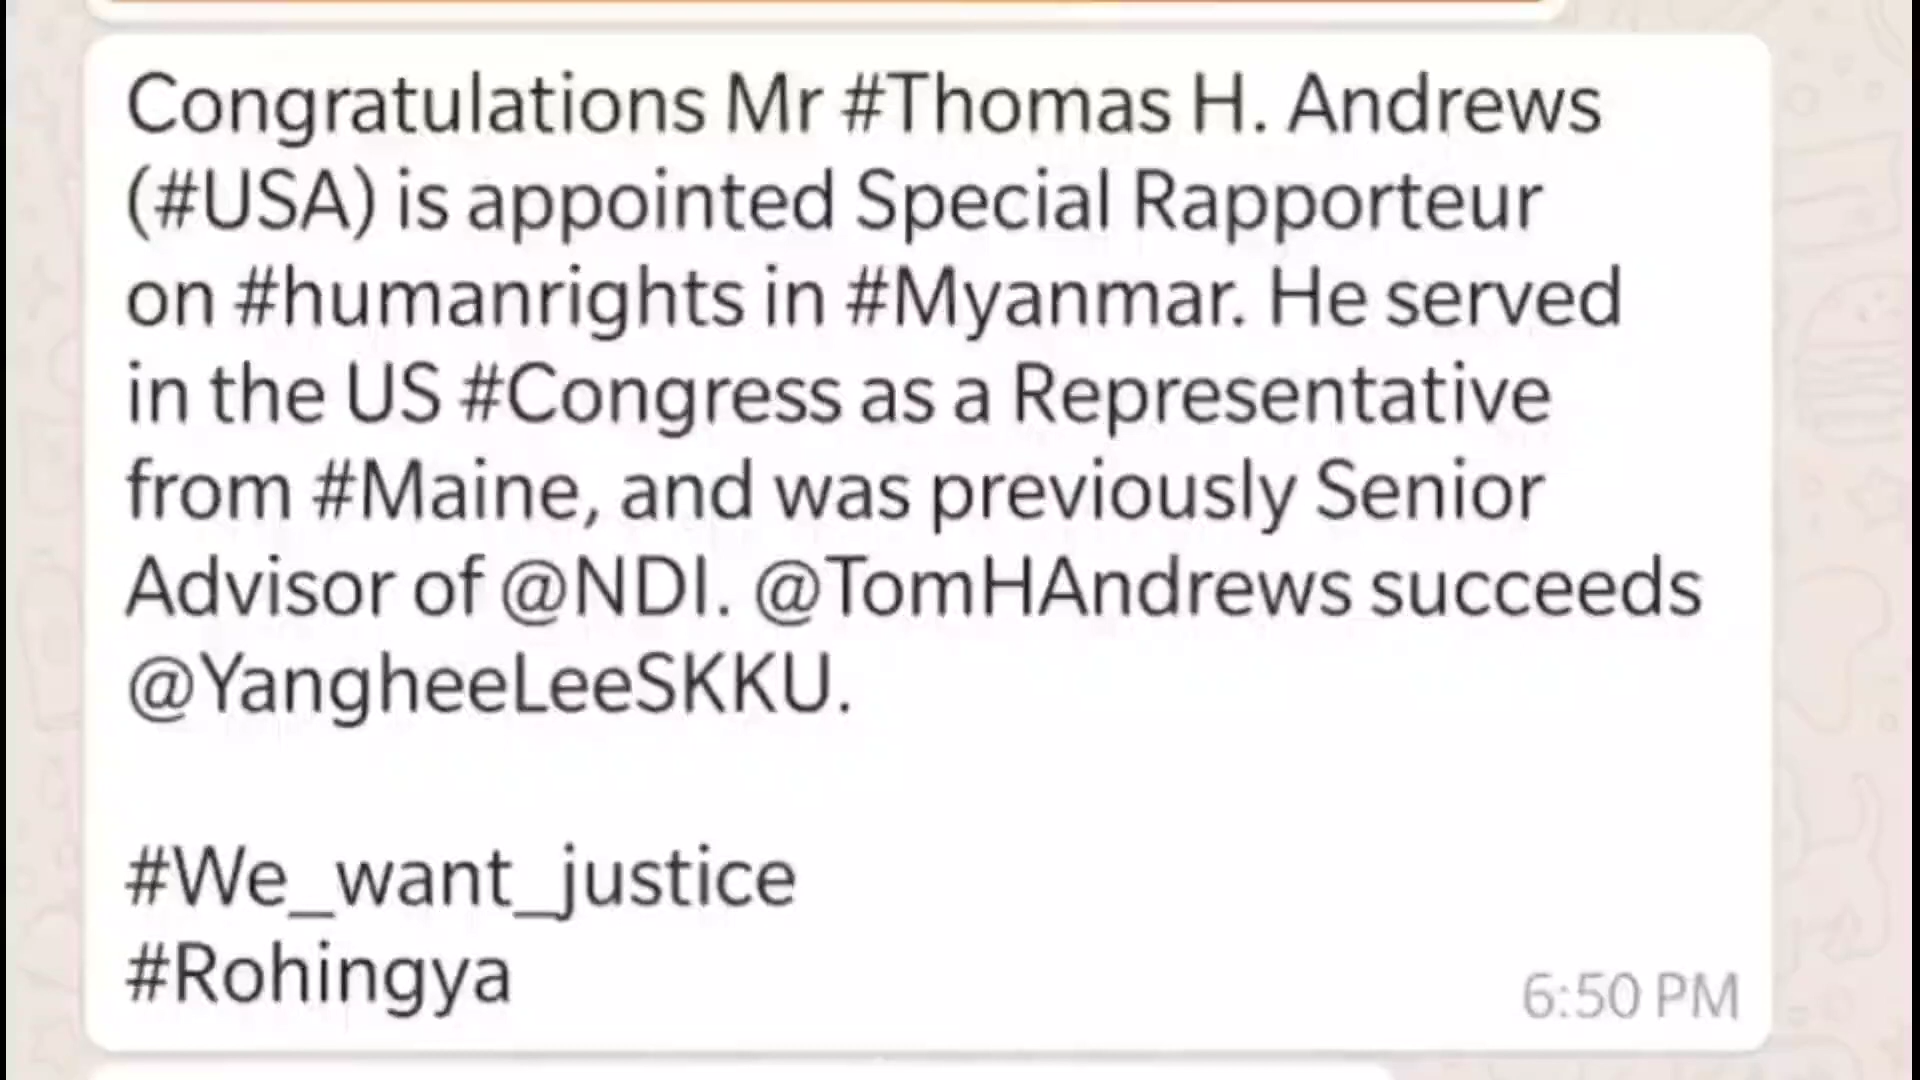 Congratulations Mr #Thomas H. Andrews
(#USA) is appointed Special Rapporteur
on #humanrights in #Myanmar. He served
in the US #Congress as a Representative
from #Maine, and was previously Senior
Advisor of @NDI. @TomHAndrews succeeds
@YangheeLeeSKKU.
#We_want_justice
#Rohingya
6:50 PM